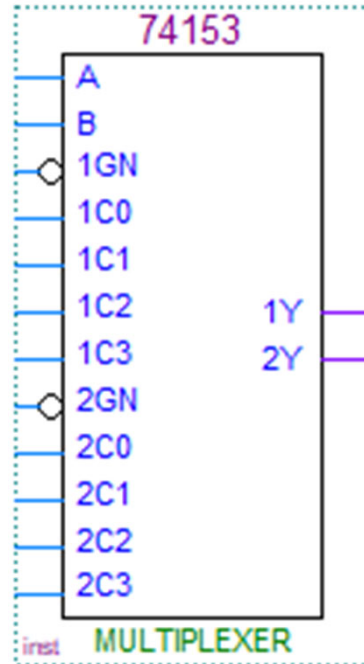 74153
A
B
1GN
1C0
1C1
1C2
1Y
1C3
2Y
2GN
2C0
2C1
2C2
2C3
inst
MULTIPLEXER